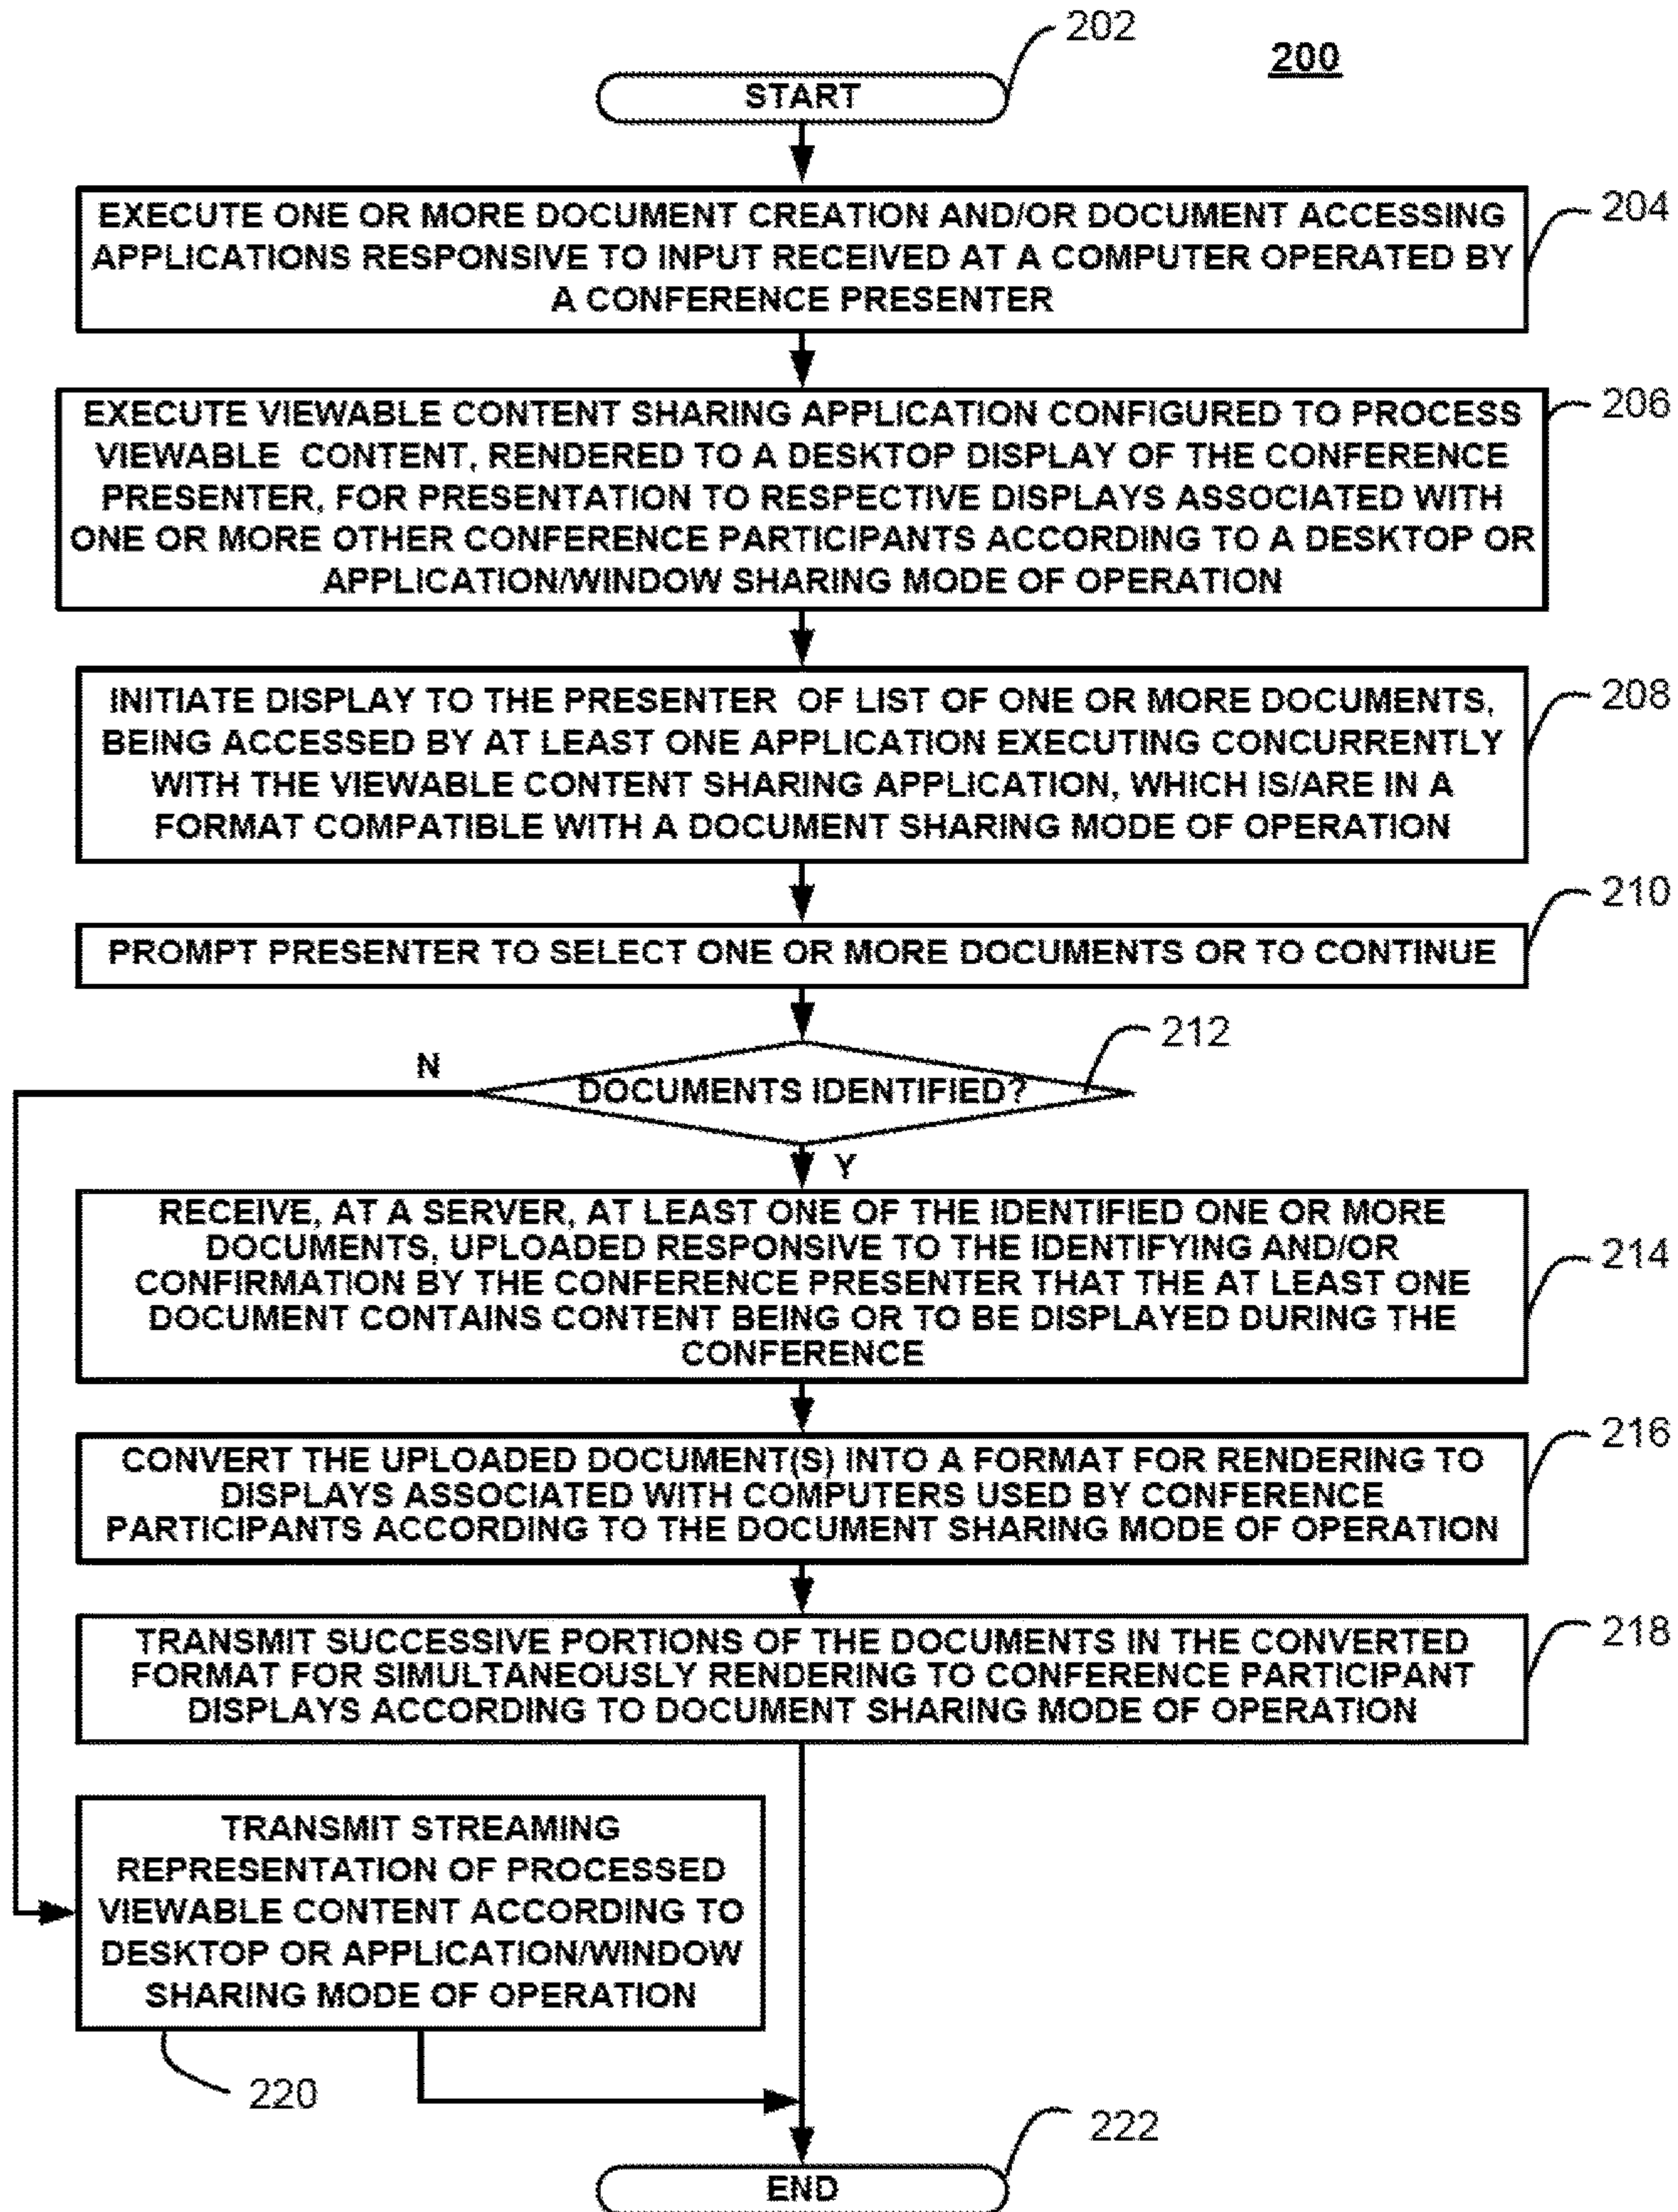 202
200
START
204
EXECUTE ONE OR MORE DOCUMENT CREATION AND/OR DOCUMENT ACCESSING
APPLICATIONS RESPONSIVE TO INPUT RECEIVED AT A COMPUTER OPERATED BY
A CONFERENCE PRESENTER
206
EXECUTE VIEWABLE CONTENT SHARING APPLICATION CONFIGURED TO PROCESS
VIEWABLE CONTENT, RENDERED TO A DESKTOP DISPLAY OF THE CONFERENCE
PRESENTER, FOR PRESENTATION TO RESPECTIVE DISPLAYS ASSOCIATED WITH
ONE OR MORE OTHER CONFERENCE PARTICIPANTS ACCORDING TO A DESKTOP OR
APPLICATION/WINDOW SHARING MODE OF OPERATION
208
INITIATE DISPLAY TO THE PRESENTER OF LIST OF ONE OR MORE DOCUMENTS,
BEING ACCESSED BY AT LEAST ONE APPLICATION EXECUTING CONCURRENTLY
WITH THE VIEWABLE CONTENT SHARING APPLICATION, WHICH IS/ARE IN A
FORMAT COMPATIBLE WITH A DOCUMENT SHARING MODE OF OPERATION
210
PROMPT PRESENTER TO SELECT ONE OR MORE DOCUMENTS OR TO CONTINUE
212
N
DOCUMENTS IDENTIFIED?
Y
RECEIVE, AT A SERVER, AT LEAST ONE OF THE IDENTIFIED ONE OR MORE
DOCUMENTS, UPLOADED RESPONSIVE TO THE IDENTIFYING AND/OR
CONFIRMATION BY THE CONFERENCE PRESENTER THAT THE AT LEAST ONE
DOCUMENT CONTAINS CONTENT BEING OR TO BE DISPLAYED DURING THE
CONFERENCE
214
216
CONVERT THE UPLOADED DOCUMENT(S) INTO A FORMAT FOR RENDERING TO
DISPLAYS ASSOCIATED WITH COMPUTERS USED BY CONFERENCE
PARTICIPANTS ACCORDING TO THE DOCUMENT SHARING MODE OF OPERATION
218
TRANSMIT SUCCESSIVE PORTIONS OF THE DOCUMENTS IN THE CONVERTED
FORMAT FOR SIMULTANEOUSLY RENDERING TO CONFERENCE PARTICIPANT
DISPLAYS ACCORDING TO DOCUMENT SHARING MODE OF OPERATION
TRANSMIT STREAMING
REPRESENTATION OF PROCESSED
VIEWABLE CONTENT ACCORDING TO
DESKTOP OR APPLICATION/WINDOW
SHARING MODE OF OPERATION
220
222
END